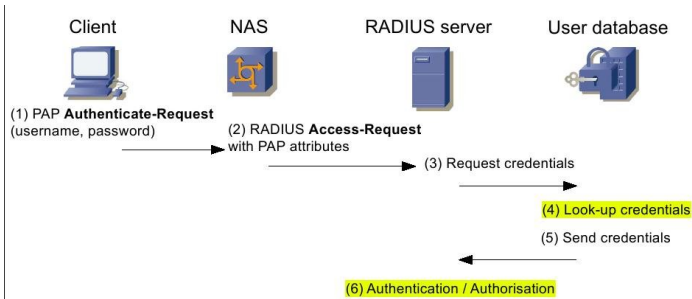 Client
NAS
RADIUS server
User database
(1) PAP Authenticate-Request
(username, password)
(2) RADIUS Access-Request
with PAP attributes
(3) Request credentials
(4) Look-up credentials
(5) Send credentials
(6) Authentication / Authorisation